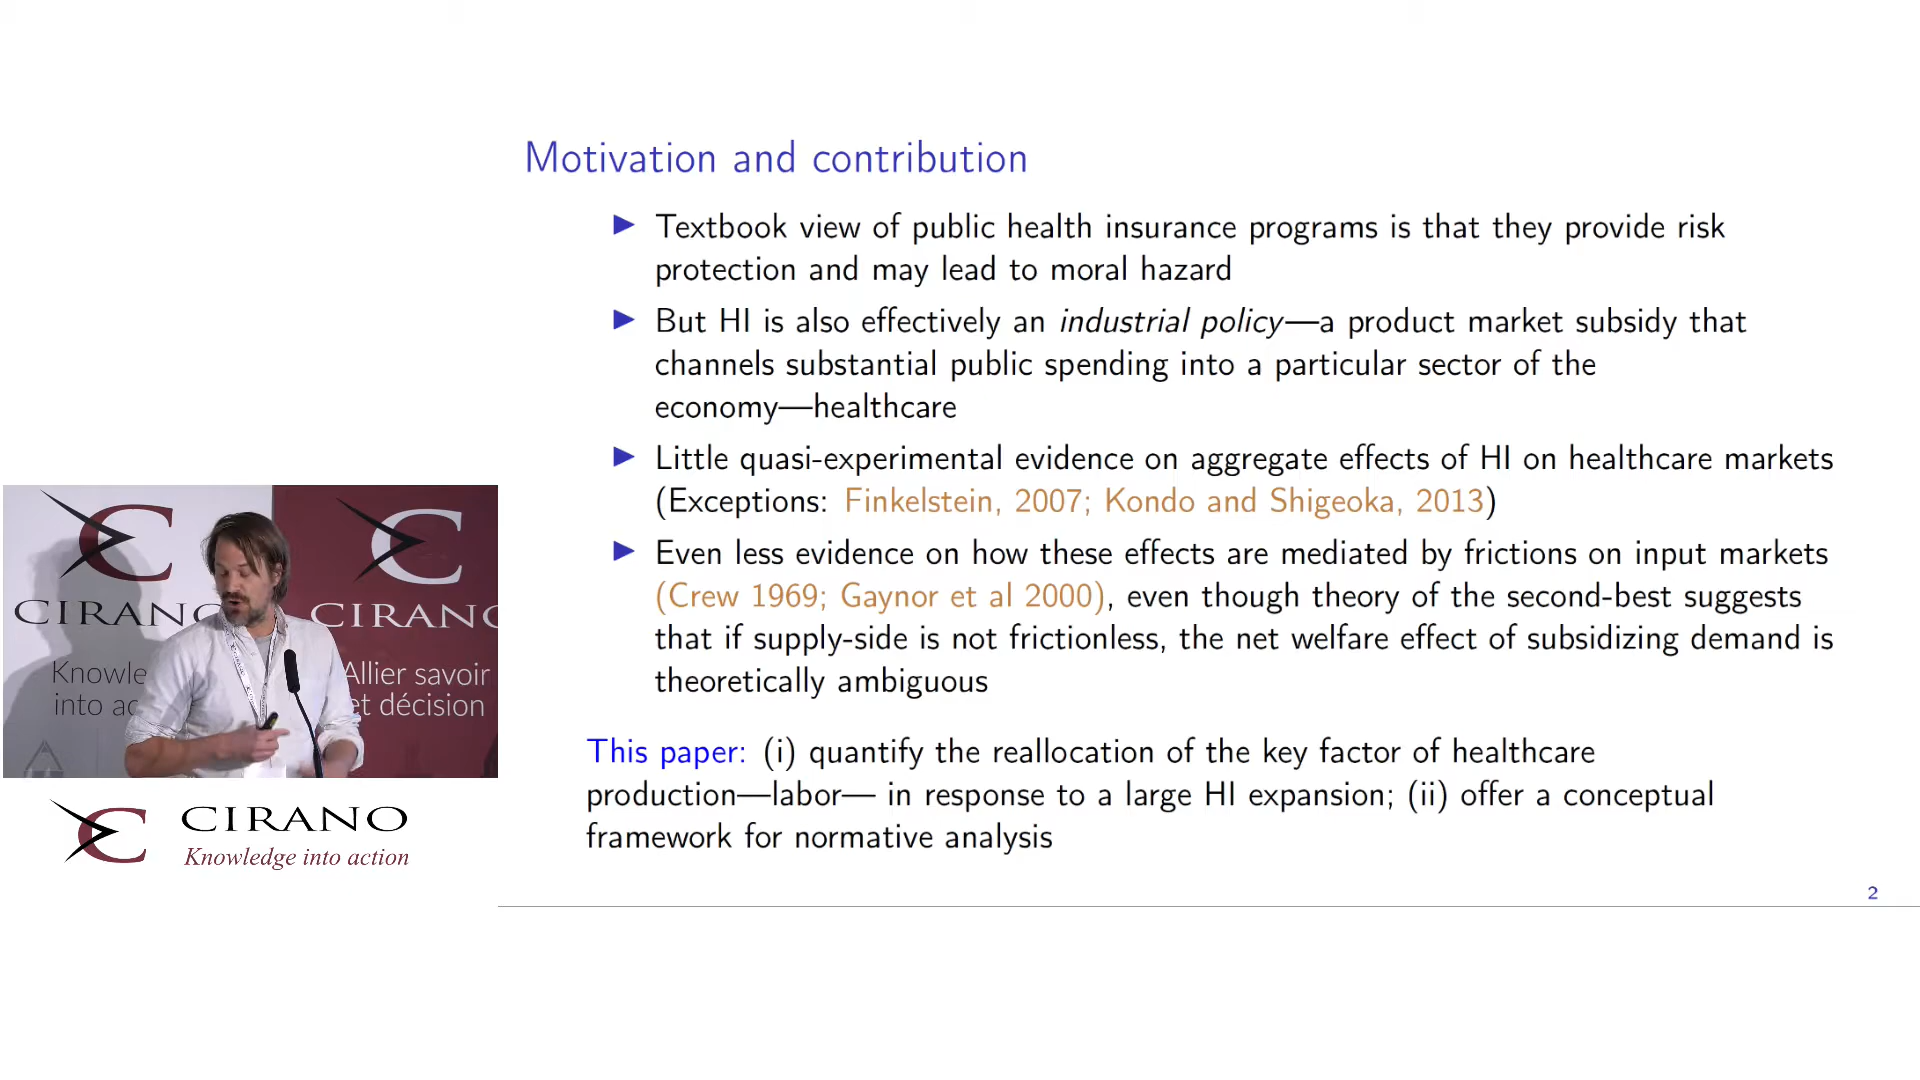 Motivation and contribution
▶ Textbook view of public health insurance programs is that they provide risk
protection and may lead to moral hazard
▶ But HI is also effectively an industrial policy—a product market subsidy that
channels substantial public spending into a particular sector of the
economy—healthcare
▶ Little quasi-experimental evidence on aggregate effects of HI on healthcare markets
(Exceptions: Finkelstein, 2007; Kondo and Shigeoka, 2013)
▶ Even less evidence on how these effects are mediated by frictions on input markets
(Crew 1969; Gaynor et al 2000), even though theory of the second-best suggests
that if supply-side is not frictionless, the net welfare effect of subsidizing demand is
theoretically ambiguous
This paper: (i) quantify the reallocation of the key factor of healthcare
production—labor— in response to a large HI expansion; (ii) offer a conceptual
framework for normative analysis
2
CIRANO
Knowle
into ac
CIRANO
Allier savoir
et décision
CIRANO
Knowledge into action